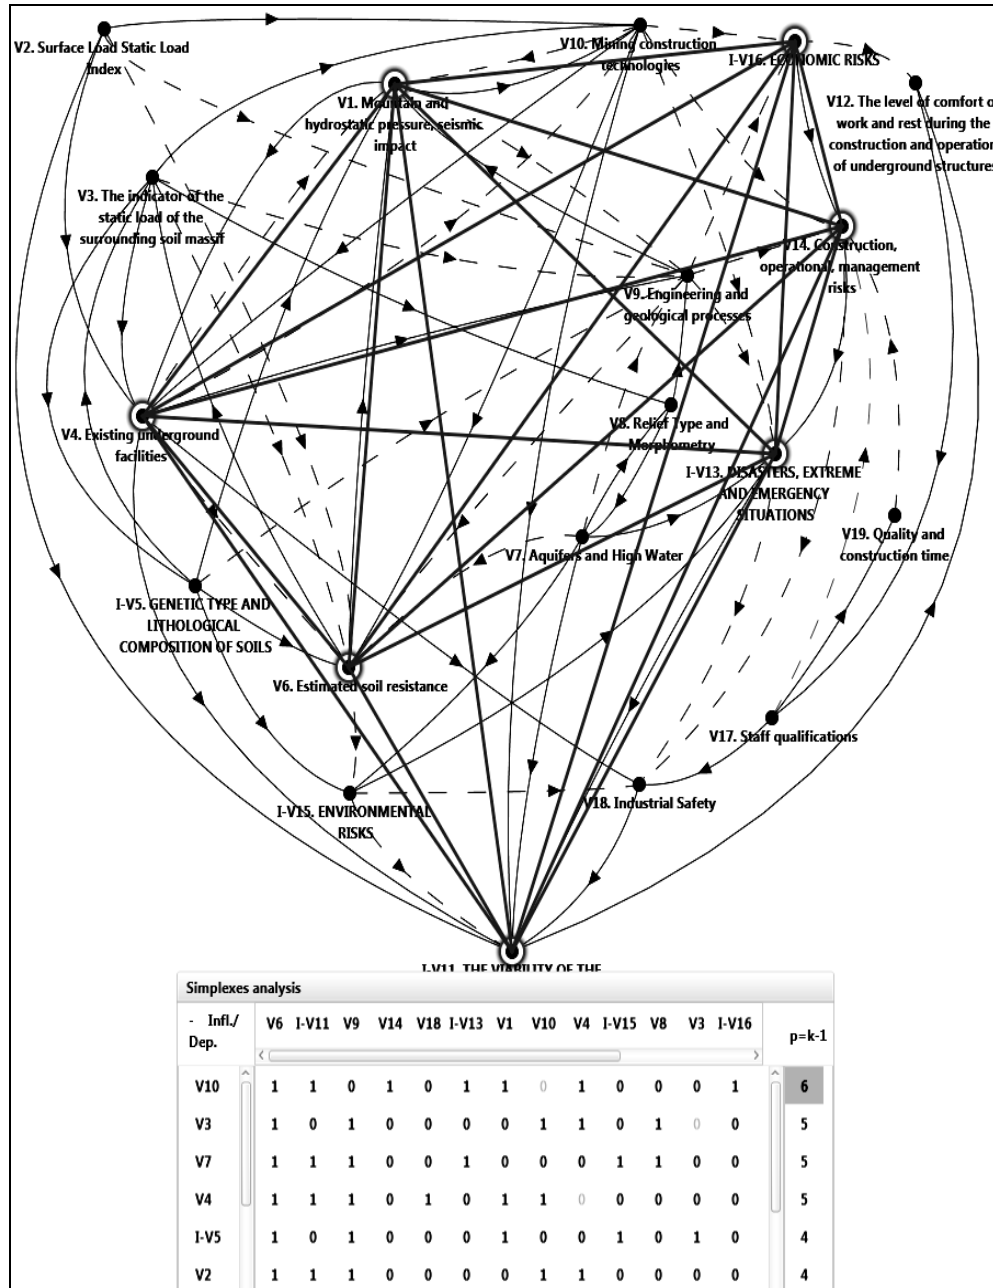 V2. Surface Load Static Load
Index
V10. Mining construction
technologies
I-V16. ECONOMIC RISKS
V1. Mountain and
hydrostatic pressure, seismic
impact
V12. The level of comfort o
work and rest during the
construction and operation
of underground structures
V3. The indicator of the
static load of the
surrounding soil massif
V14. Construction,
operational, management
risks
V9. Engineering and
geological processes
V4. Existing underground
facilities
V8. Relief Type and
Morphometry
I-V13. DISASTERS, EXTREME
AND EMERGENCY
SITUATIONS
V7. Aquifers and High Water
V19. Quality and
construction time
I-V5. GENETIC TYPE AND
LITHOLOGICAL
COMPOSITION OF SOILS
V6. Estimated soil resistance
V17. Staff qualifications
I-V15. ENVIRONMENTAL
RISKS
V18. Industrial Safety
I-V11. THE VIABILITY OF THE
Simplexes analysis
- Infl./ Dep. V6 I-V11 V9 V14 V18 I-V13 V1 V10 V4 I-V15 V8 V3 I-V16 p=k-1
V10 1 1 0 1 0 1 1 0 1 0 0 0 1 6
V3 1 0 1 0 0 0 0 1 1 0 1 0 0 5
V7 1 1 1 0 0 1 0 0 0 1 1 0 0 5
V4 1 1 1 0 1 0 1 1 0 0 0 0 0 5
I-V5 1 0 1 0 0 0 1 0 0 1 0 1 0 4
V2 1 1 1 0 0 0 0 1 1 0 0 0 0 4